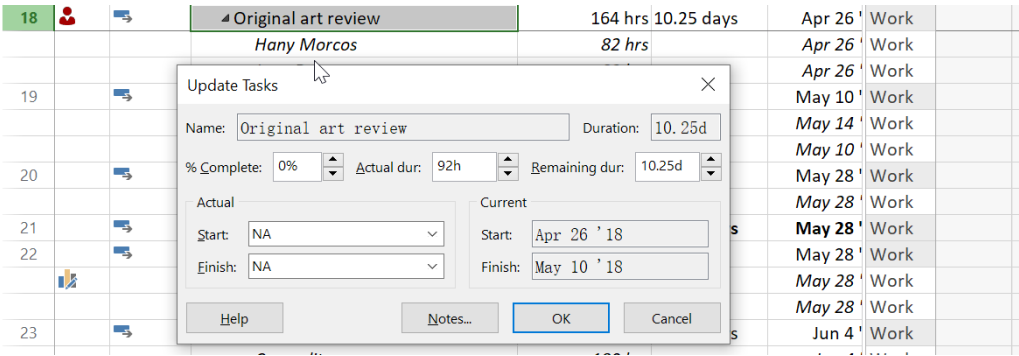 18 Original art review 164 hrs 10.25 days Apr 26 ' Work
Hany Morcos 82 hrs Apr 26 ' Work
Apr 26 ' Work
Update Tasks
19 May 10 ' Work
Name: Original art review Duration: 10.25d
May 14 ' Work
May 10 ' Work
% Complete: 0% Actual dur: 92h Remaining dur: 10.25d
20 May 28 ' Work
Actual Current
May 28 ' Work
21 Start: NA Start: Apr 26 '18 s May 28 ' Work
22 May 28 ' Work
Finish: NA Finish: May 10 '18
May 28 ' Work
May 28 ' Work
Help Notes... OK Cancel
23 s Jun 4 ' Work